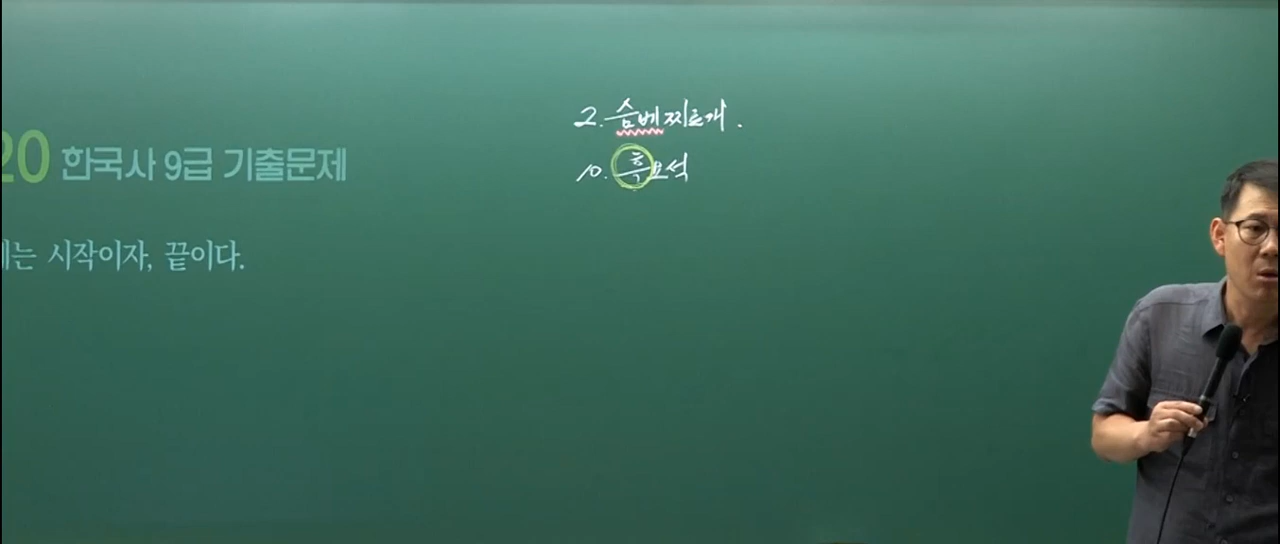 20 한국사 9급 기출문제
제는 시작이자, 끝이다.
2. 슴베찌르개.
10. 흑요석